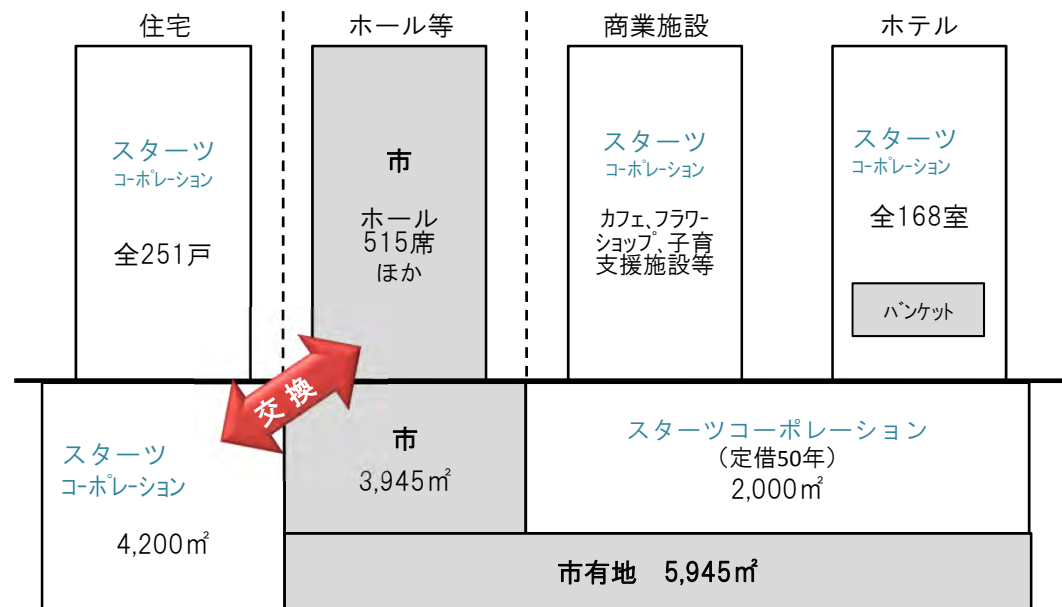 住宅
ホール等
商業施設
ホテル
スターツ
コーポレーション
全251戸
市
ホール
515席
ほか
スターツ
コーポレーション
カフェ、フラワー
ショップ、子育
支援施設等
スターツ
コーポレーション
全168室
バンケット
交換
スターツ
コーポレーション
4,200㎡
市
3,945㎡
スターツコーポレーション
（定借50年）
2,000㎡
市有地　5,945㎡